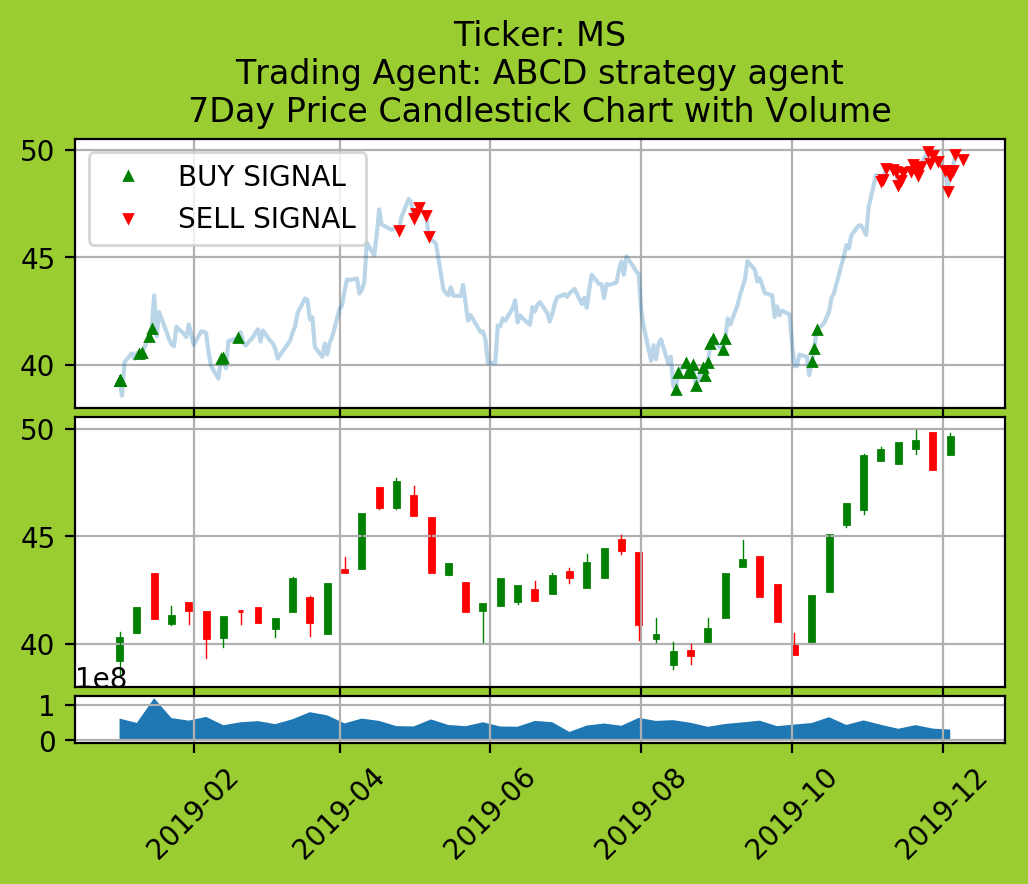 Ticker: MS
Trading Agent: ABCD strategy agent
7Day Price Candlestick Chart with Volume
50
BUY SIGNAL
SELL SIGNAL
45
40
50
45
40
1e8
1
0
2019-02
2019-04
2019-06
2019-08
2019-10
2019-12